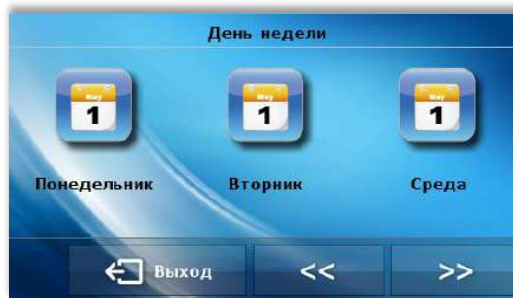 День недели
May May May
1 1 1
Понедельник Вторник Среда
Выход << >>